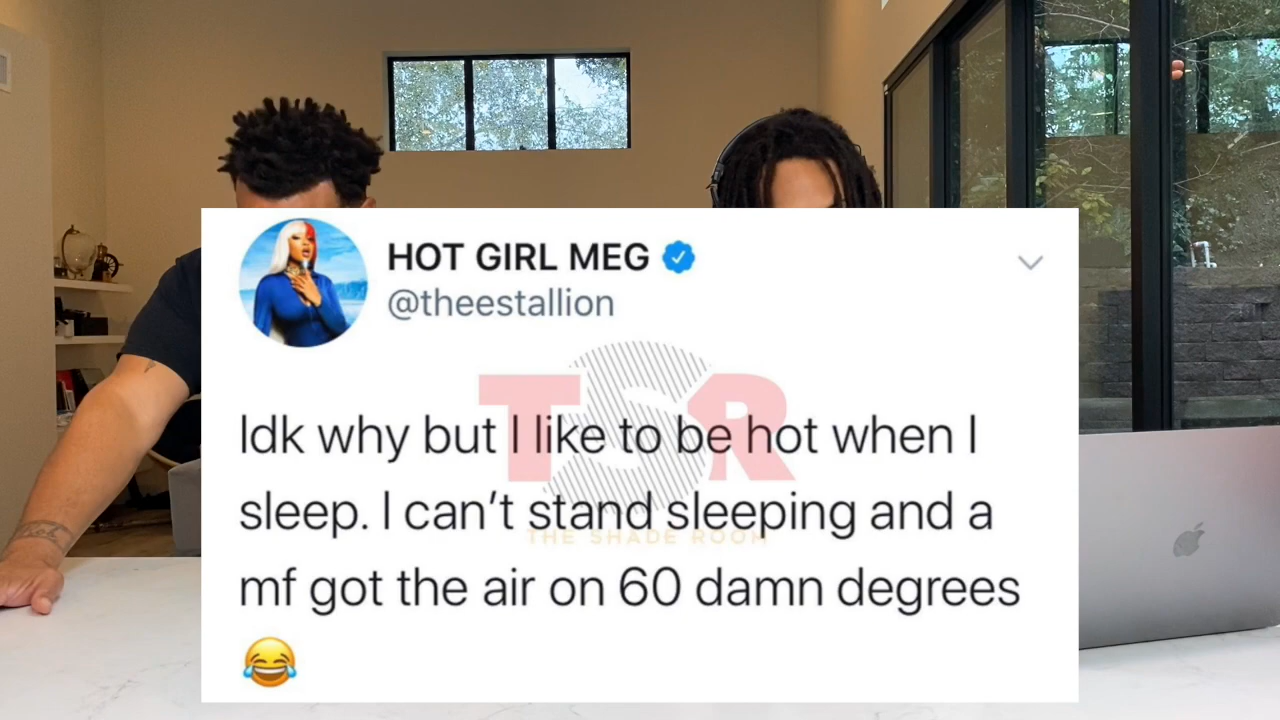 HOT GIRL MEG
@theestallion
TSR
Idk why but I like to be hot when I
sleep. I can't stand sleeping and a
THE SHADE ROOM
mf got the air on 60 damn degrees
😂